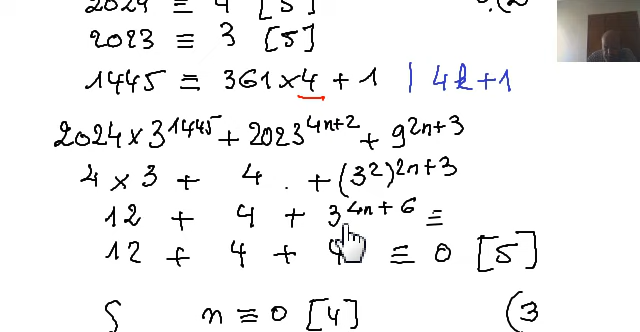 2024 ≡ 4 [5]
2023 ≡ 3 [5]
1445 ≡ 361×4 + 1 | 4k+1
2024 × 3^1445 + 2023^4n+2 + 9^2n+3
4 × 3 + 4 + (3^2)^2n+3
12 + 4 + 3^4n+6 ≡
12 + 4 + 4 ≡ 0 [5]
n ≡ 0 [4] (3